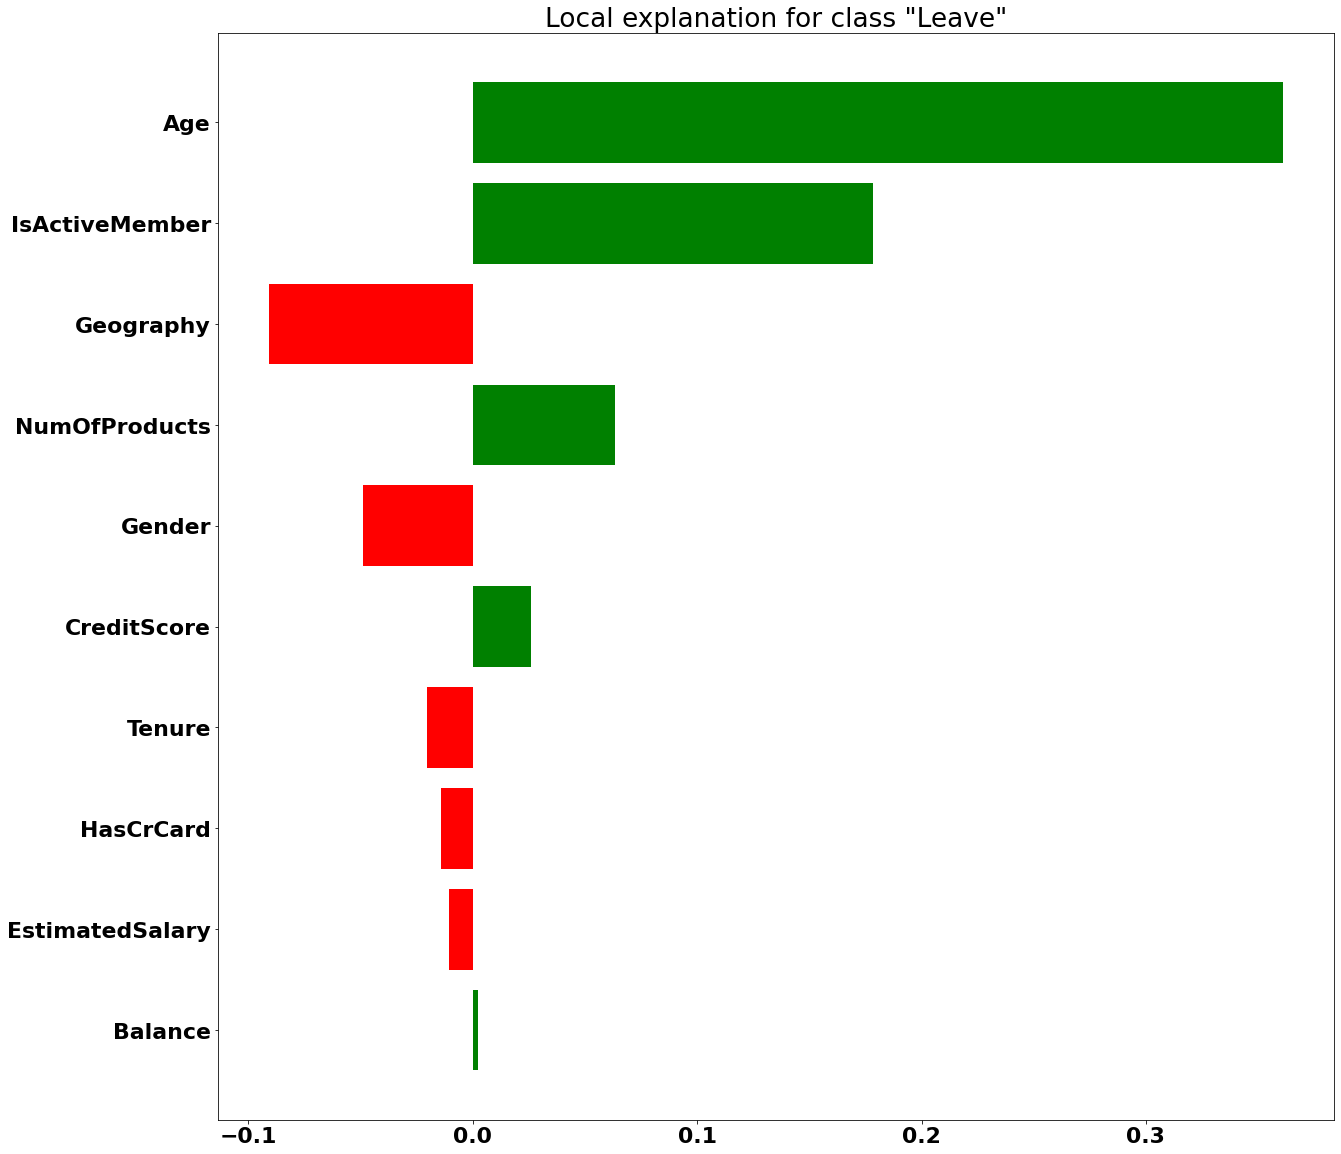 Local explanation for class "Leave"
Age
IsActiveMember
Geography
NumOfProducts
Gender
CreditScore
Tenure
HasCrCard
EstimatedSalary
Balance
−0.1 0.0 0.1 0.2 0.3